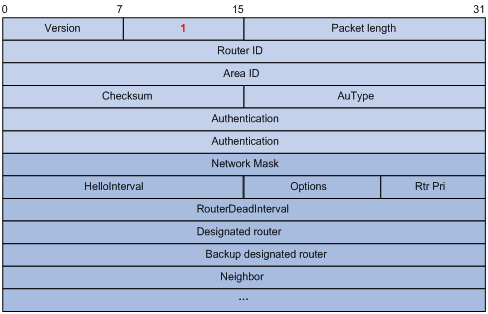 0 7 15 31
Version 1 Packet length
Router ID
Area ID
Checksum AuType
Authentication
Authentication
Network Mask
HelloInterval Options Rtr Pri
RouterDeadInterval
Designated router
Backup designated router
Neighbor
...